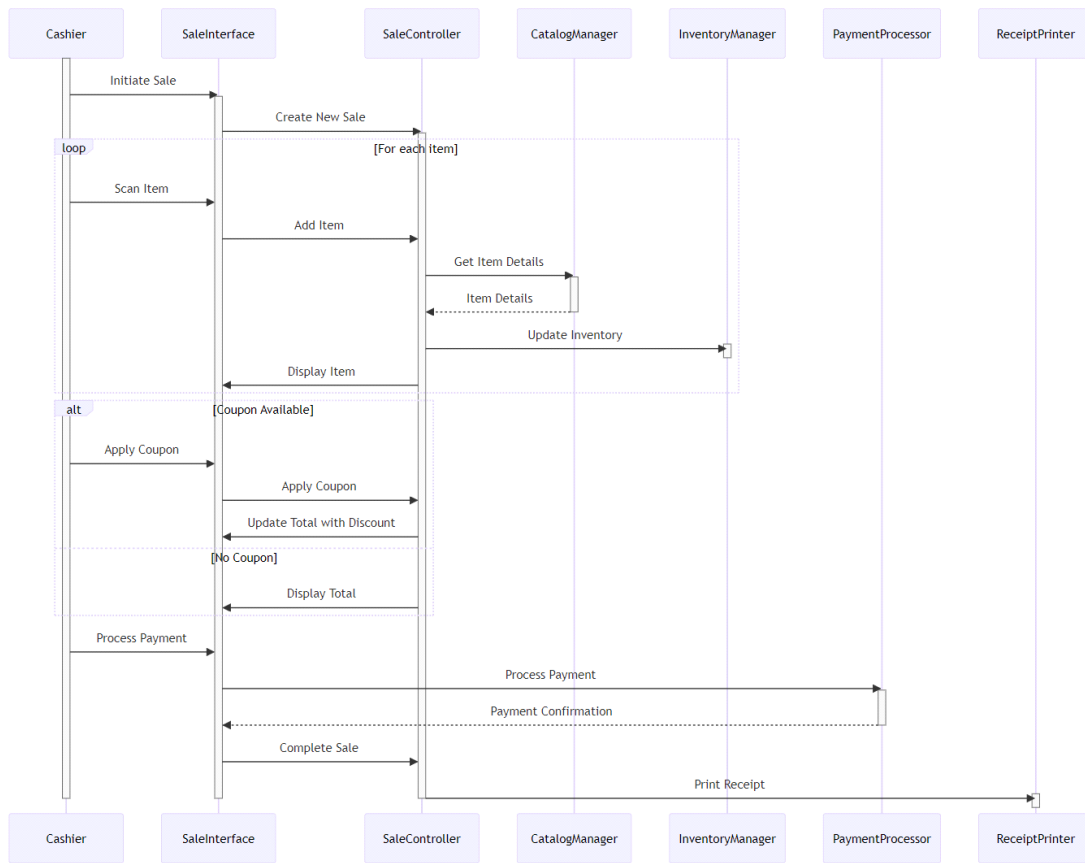 Cashier
SaleInterface
SaleController
CatalogManager
InventoryManager
PaymentProcessor
ReceiptPrinter
Initiate Sale
Create New Sale
loop
[For each item]
Scan Item
Add Item
Get Item Details
Item Details
Update Inventory
Display Item
alt
[Coupon Available]
Apply Coupon
Apply Coupon
Update Total with Discount
[No Coupon]
Display Total
Process Payment
Process Payment
Payment Confirmation
Complete Sale
Print Receipt
Cashier
SaleInterface
SaleController
CatalogManager
InventoryManager
PaymentProcessor
ReceiptPrinter